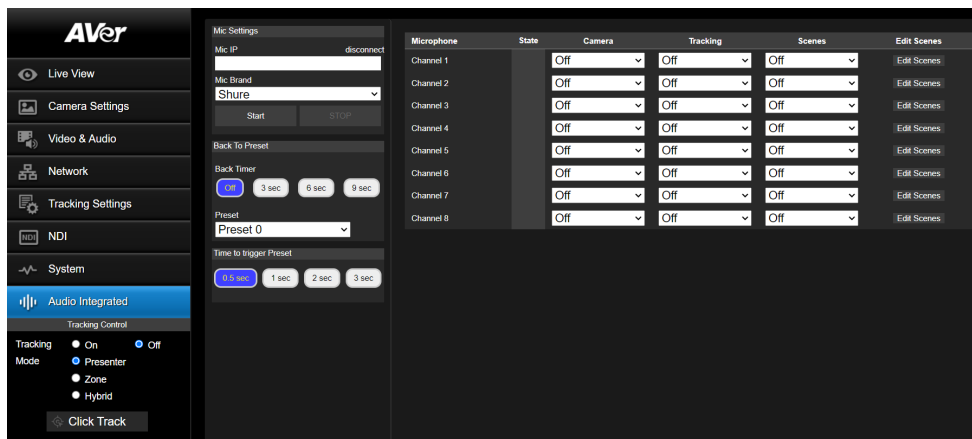 AVer
Live View
Camera Settings
Video & Audio
Network
Tracking Settings
NDI NDI
System
Audio Integrated
Tracking Control
Tracking On Off
Mode Presenter
Zone
Hybrid
Click Track
Mic Settings
Mic IP disconnect
Mic Brand
Shure
Start STOP
Back To Preset
Back Timer
Off 3 sec 6 sec 9 sec
Preset
Preset 0
Time to trigger Preset
0.5 sec 1 sec 2 sec 3 sec
Microphone State Camera Tracking Scenes Edit Scenes
Channel 1 Off Off Off Edit Scenes
Channel 2 Off Off Off Edit Scenes
Channel 3 Off Off Off Edit Scenes
Channel 4 Off Off Off Edit Scenes
Channel 5 Off Off Off Edit Scenes
Channel 6 Off Off Off Edit Scenes
Channel 7 Off Off Off Edit Scenes
Channel 8 Off Off Off Edit Scenes